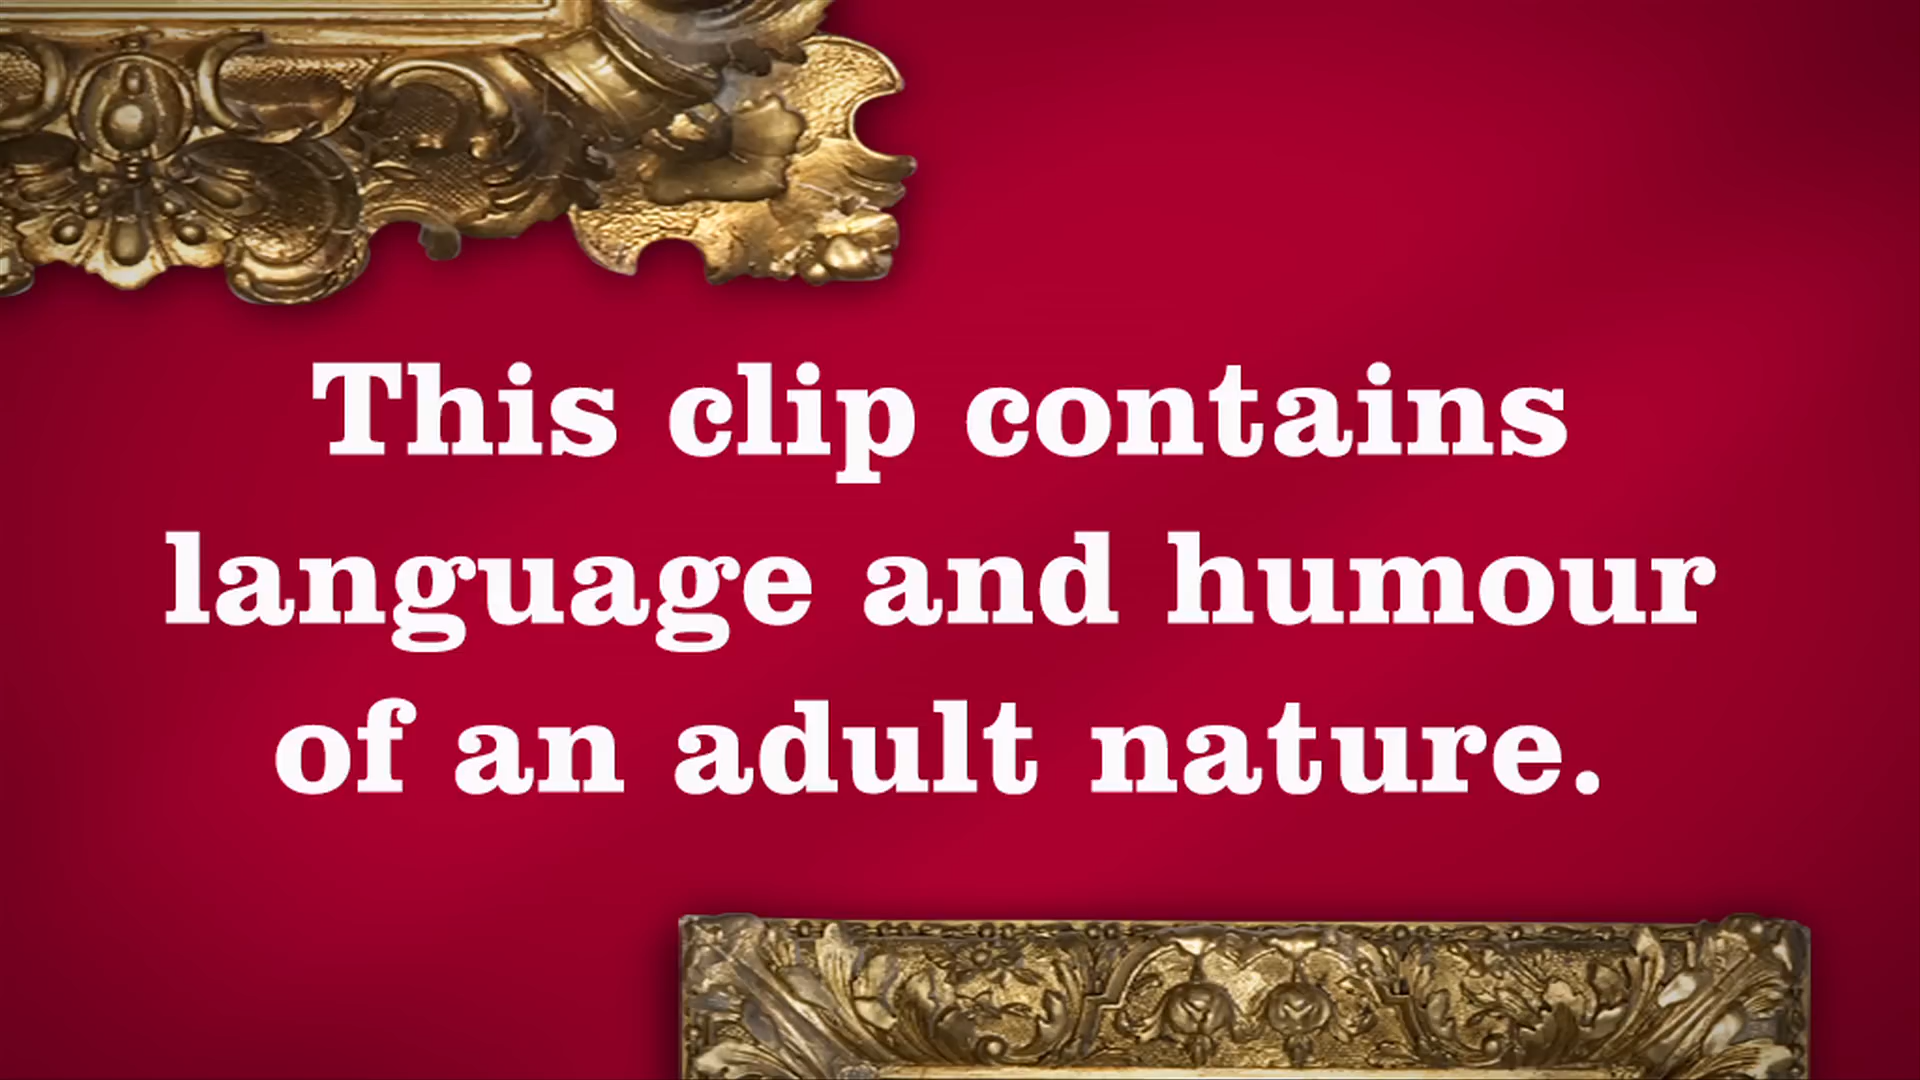 This clip contains
language and humour
of an adult nature.